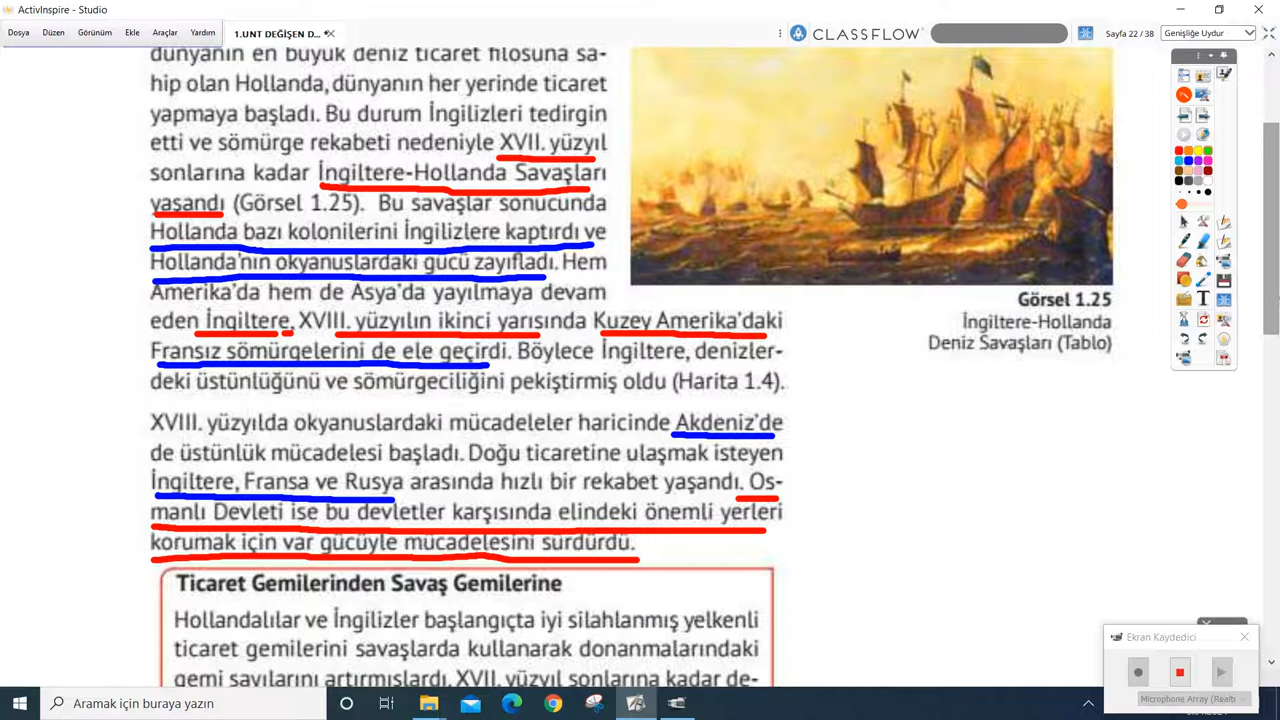 ActivInspire - Studio
Dosya Düzen Görünüm Ekle Araçlar Yardım
1.UNT DEĞİŞEN D...
CLASSFLOW
Sayfa 22 / 38
Genişliğe Uydur
dünyanın en büyük deniz ticaret filosuna sa-
hip olan Hollanda, dünyanın her yerinde ticaret
yapmaya başladı. Bu durum İngilizleri tedirgin
etti ve sömürge rekabeti nedeniyle XVII. yüzyıl
sonlarına kadar İngiltere-Hollanda Savaşları
yaşandı (Görsel 1.25). Bu savaşlar sonucunda
Hollanda bazı kolonilerini İngilizlere kaptırdı ve
Hollanda'nın okyanuslardaki gücü zayıfladı. Hem
Amerika'da hem de Asya'da yayılmaya devam
eden İngiltere, XVIII. yüzyılın ikinci yarısında Kuzey Amerika'daki
Fransız sömürgelerini de ele geçirdi. Böylece İngiltere, denizler-
deki üstünlüğünü ve sömürgeciliğini pekiştirmiş oldu (Harita 1.4).
Görsel 1.25
İngiltere-Hollanda
Deniz Savaşları (Tablo)
XVIII. yüzyılda okyanuslardaki mücadeleler haricinde Akdeniz'de
de üstünlük mücadelesi başladı. Doğu ticaretine ulaşmak isteyen
İngiltere, Fransa ve Rusya arasında hızlı bir rekabet yaşandı. Os-
manlı Devleti ise bu devletler karşısında elindeki önemli yerleri
korumak için var gücüyle mücadelesini sürdürdü.
Ticaret Gemilerinden Savaş Gemilerine
Hollandalılar ve İngilizler başlangıçta iyi silahlanmış yelkenli
ticaret gemilerini savaşlarda kullanarak donanmalarındaki
gemi sayılarını artırmışlardı. XVII. yüzyıl sonlarına kadar de-
Ekran Kaydedici
Microphone Array (Realte
Aramak için buraya yazın